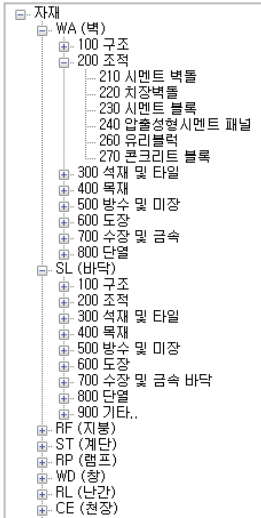 자재
WA (벽)
100 구조
200 조적
210 시멘트 벽돌
220 치장벽돌
230 시멘트 블록
240 압출성형시멘트 패널
260 유리블럭
270 콘크리트 블록
300 석재 및 타일
400 목재
500 방수 및 미장
600 도장
700 수장 및 금속
800 단열
SL (바닥)
100 구조
200 조적
300 석재 및 타일
400 목재
500 방수 및 미장
600 도장
700 수장 및 금속 바닥
800 단열
900 기타..
RF (지붕)
ST (계단)
RP (램프)
WD (창)
RL (난간)
CE (천장)